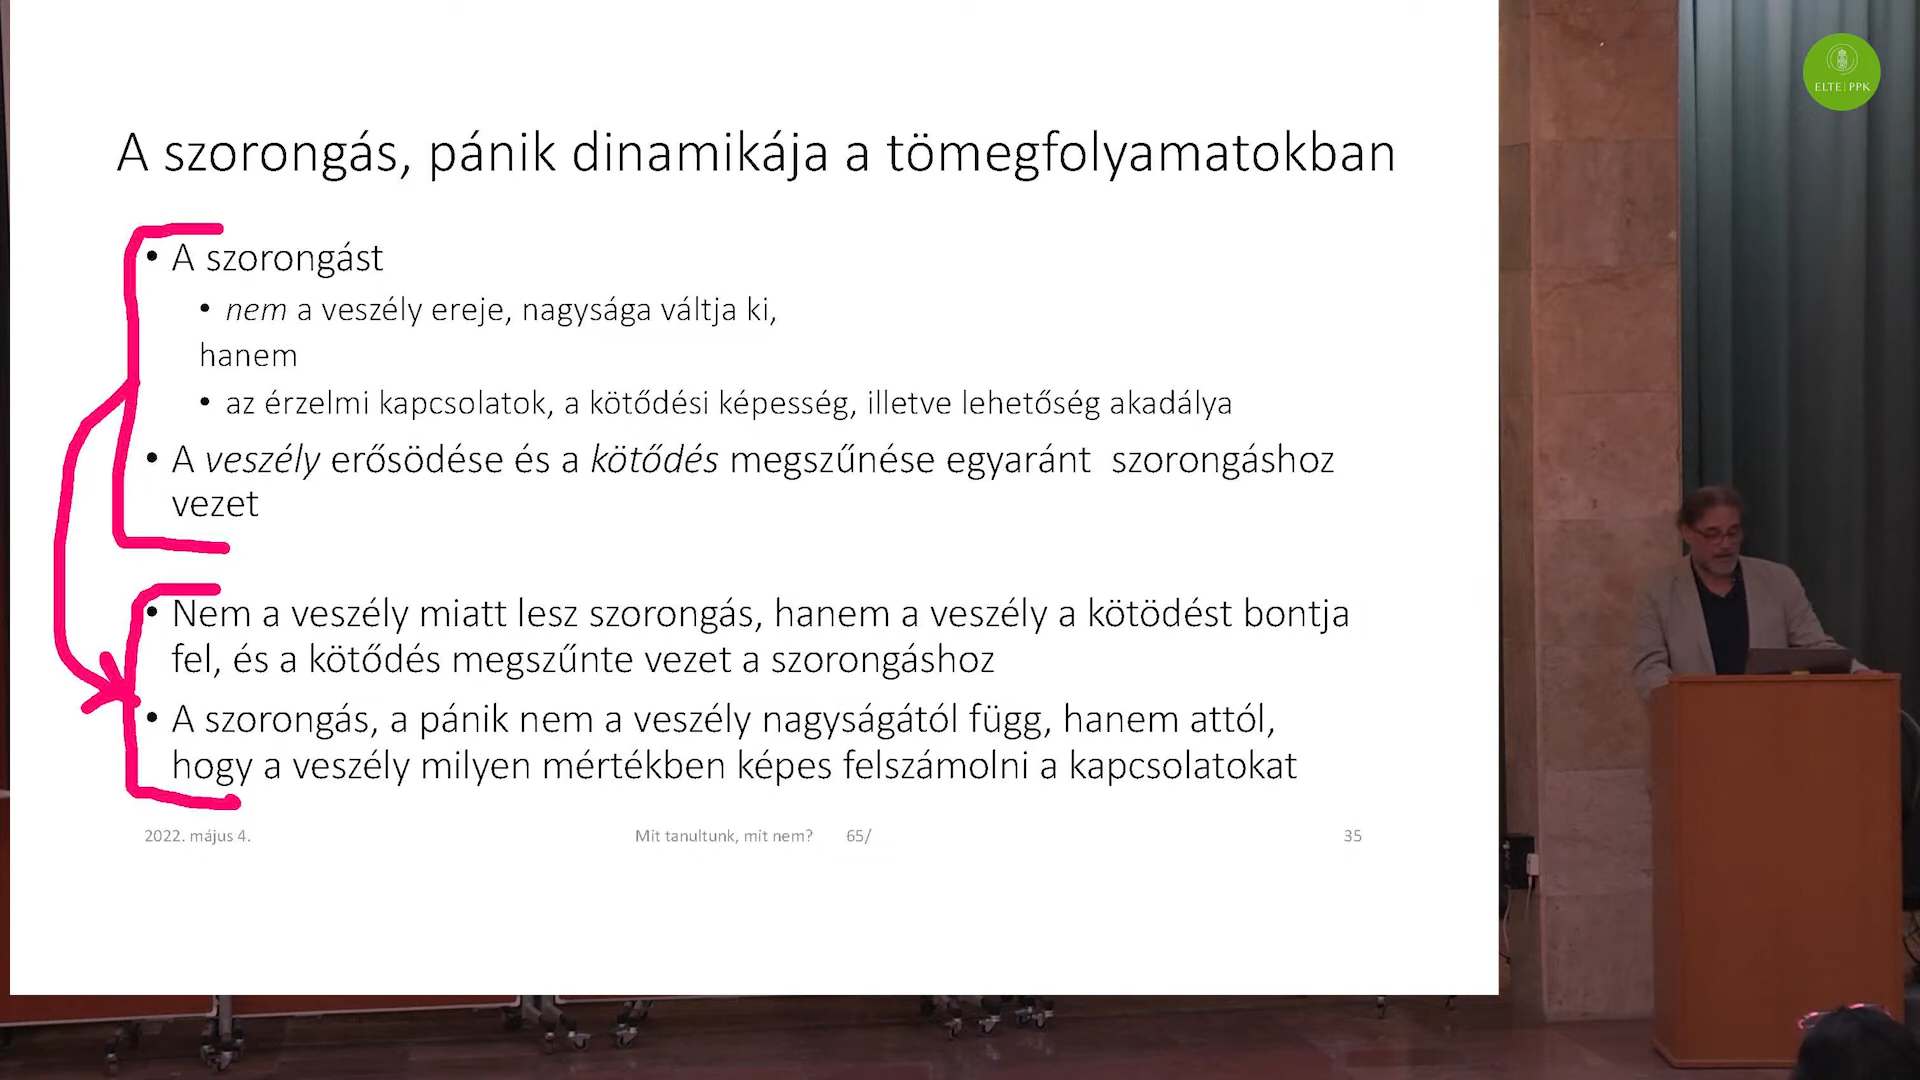 ELTE | PPK
A szorongás, pánik dinamikája a tömegfolyamatokban
• A szorongást
• nem a veszély ereje, nagysága váltja ki,
hanem
• az érzelmi kapcsolatok, a kötődési képesség, illetve lehetőség akadálya
• A veszély erősödése és a kötődés megszűnése egyaránt szorongáshoz
vezet
• Nem a veszély miatt lesz szorongás, hanem a veszély a kötödést bontja
fel, és a kötődés megszűnte vezet a szorongáshoz
• A szorongás, a pánik nem a veszély nagyságától függ, hanem attól,
hogy a veszély milyen mértékben képes felszámolni a kapcsolatokat
2022. május 4.
Mit tanultunk, mit nem? 65/
35